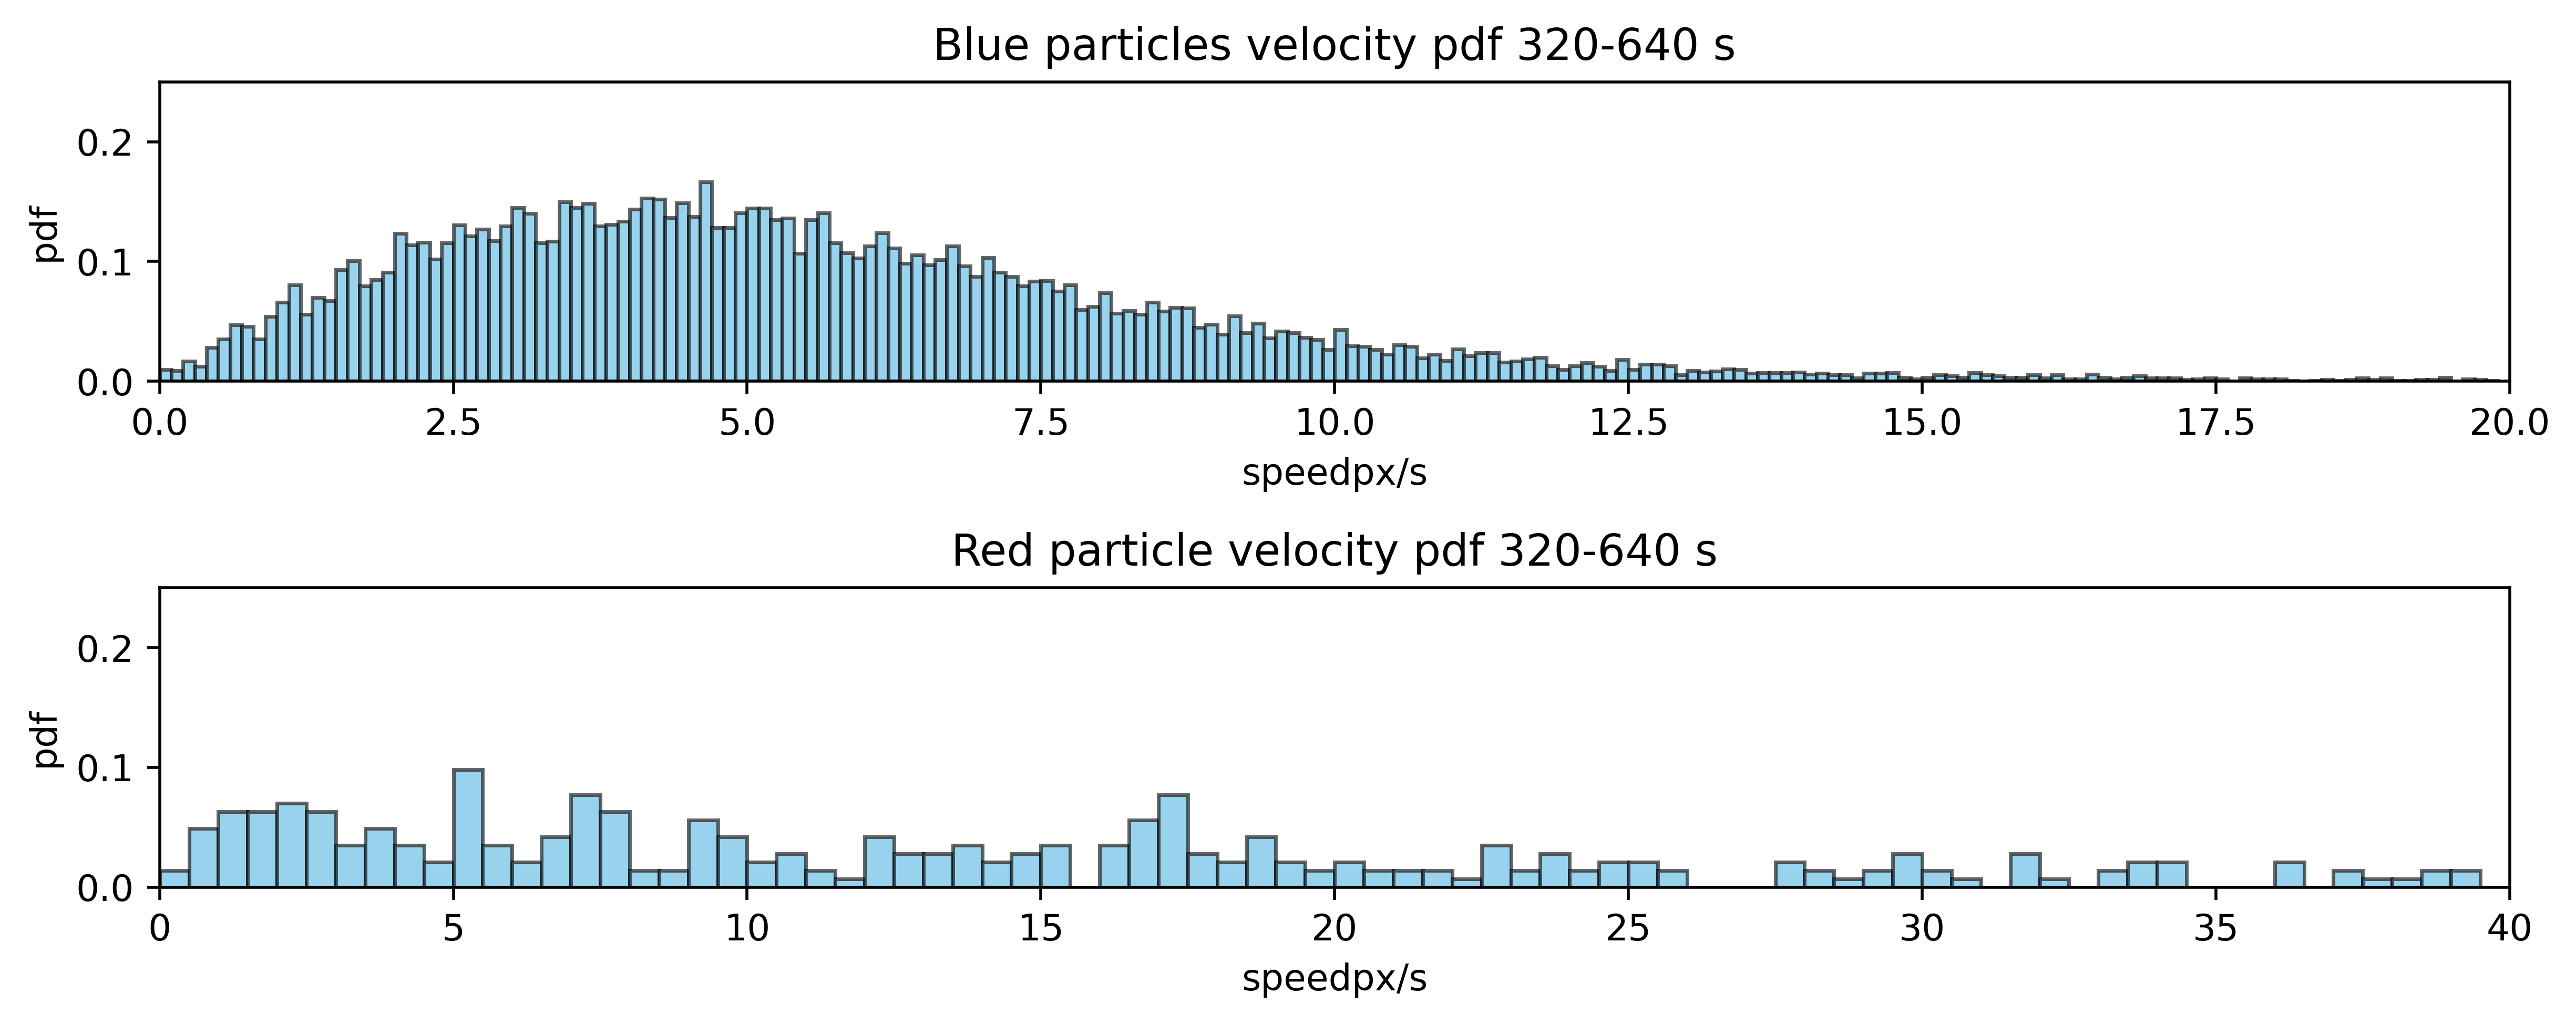 Blue particles velocity pdf 320-640 s
pdf
0.2
0.1
0.0
0.0 2.5 5.0 7.5 10.0 12.5 15.0 17.5 20.0
speedpx/s
Red particle velocity pdf 320-640 s
pdf
0.2
0.1
0.0
0 5 10 15 20 25 30 35 40
speedpx/s